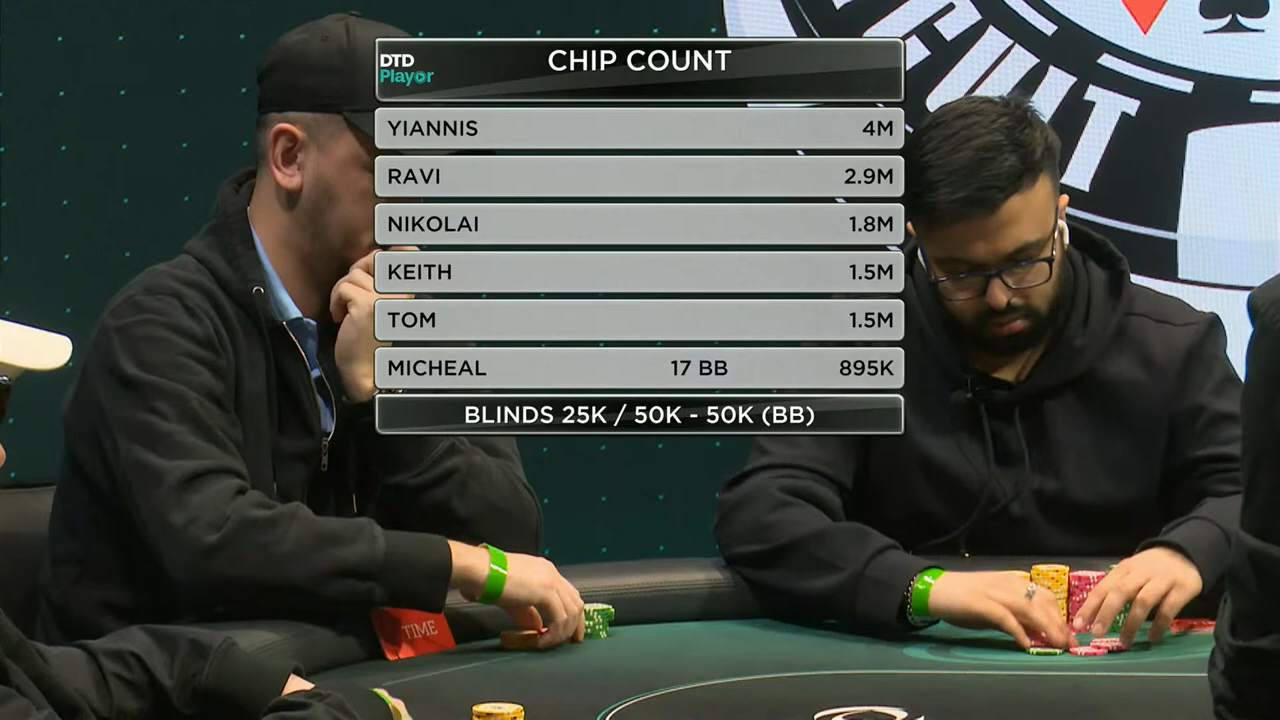 DTD
Player
CHIP COUNT
YIANNIS 4M
RAVI 2.9M
NIKOLAI 1.8M
KEITH 1.5M
TOM 1.5M
MICHEAL 17 BB 895K
BLINDS 25K / 50K - 50K (BB)
TIME